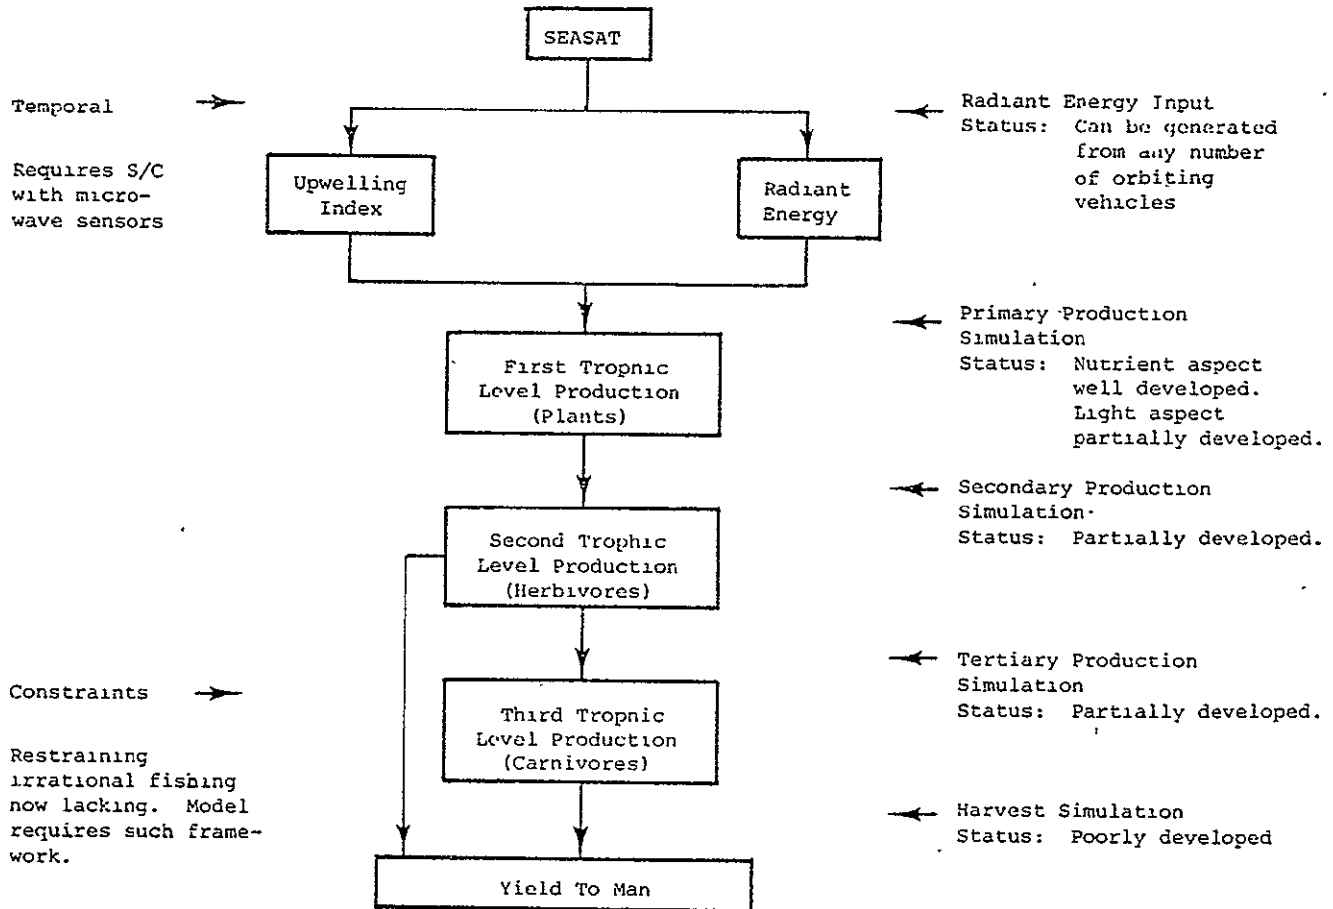 SEASAT
Temporal
Requires S/C
with micro-
wave sensors
Upwelling
Index
Radiant
Energy
Radiant Energy Input
Status: Can be generated
from any number
of orbiting
vehicles
First Tropnic
Level Production
(Plants)
Primary Production
Simulation
Status: Nutrient aspect
well developed.
Light aspect
partially developed.
Second Trophic
Level Production
(Herbivores)
Secondary Production
Simulation
Status: Partially developed.
Third Tropnic
Level Production
(Carnivores)
Tertiary Production
Simulation
Status: Partially developed.
Constraints
Restraining
irrational fishing
now lacking. Model
requires such frame-
work.
Harvest Simulation
Status: Poorly developed
Yield To Man